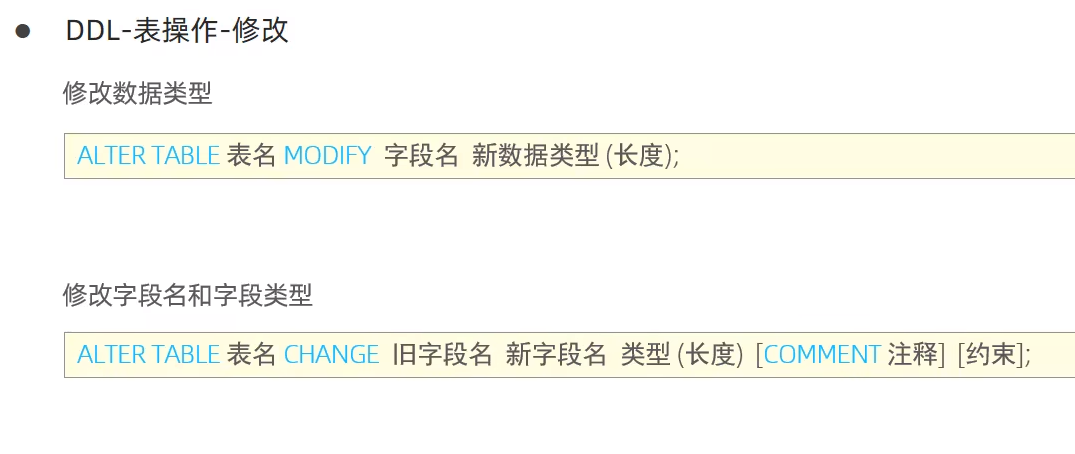 DDL-表操作-修改
修改数据类型
ALTER TABLE 表名 MODIFY 字段名 新数据类型 (长度);
修改字段名和字段类型
ALTER TABLE 表名 CHANGE 旧字段名 新字段名 类型 (长度) [COMMENT 注释] [约束];